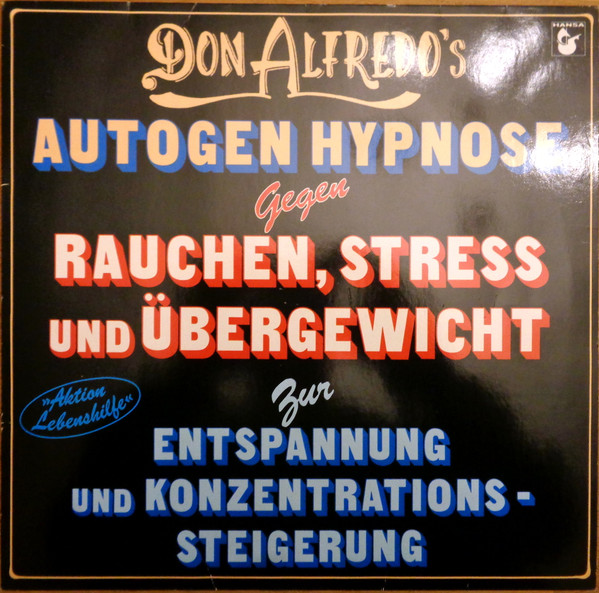 DON ALFREDO'S
HANSA
AUTOGEN HYPNOSE
Gegen
RAUCHEN, STRESS
UND ÜBERGEWICHT
»Aktion
Lebenshilfe«
Zur
ENTSPANNUNG
UND KONZENTRATIONS-
STEIGERUNG